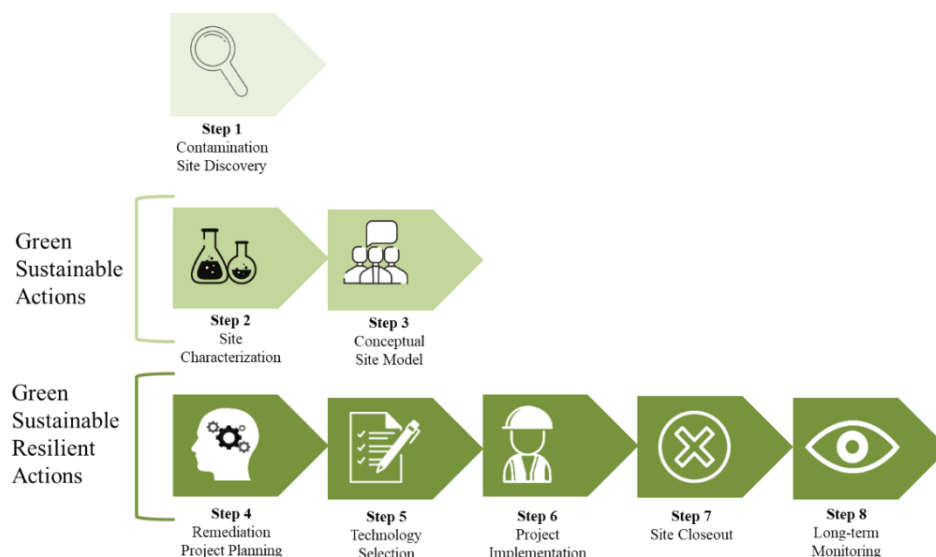 Step 1
Contamination
Site Discovery
Green
Sustainable
Actions
Step 2
Site
Characterization
Step 3
Conceptual
Site Model
Green
Sustainable
Resilient
Actions
Step 4
Remediation
Project Planning
Step 5
Technology
Selection
Step 6
Project
Implementation
Step 7
Site Closeout
Step 8
Long-term
Monitoring